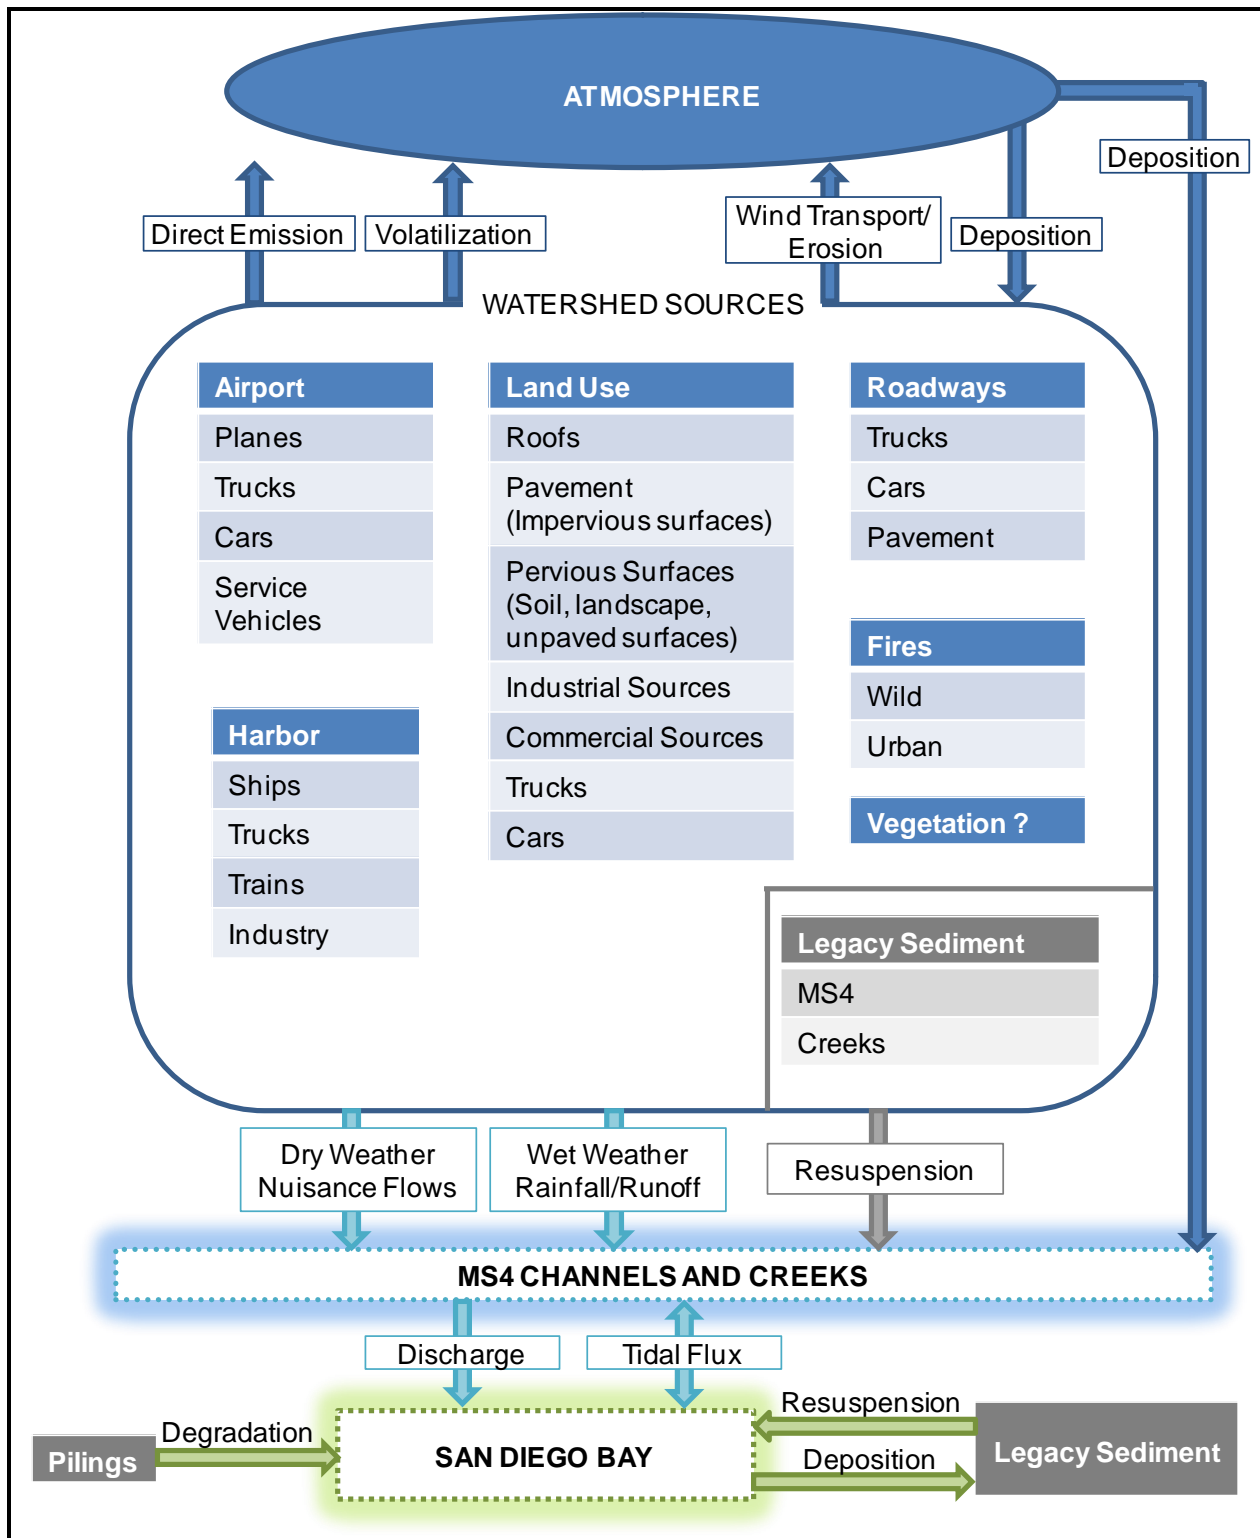 ATMOSPHERE
Deposition
Direct Emission
Volatilization
Wind Transport/
Erosion
Deposition
WATERSHED SOURCES
Airport
Planes
Trucks
Cars
Service
Vehicles
Harbor
Ships
Trucks
Trains
Industry
Land Use
Roofs
Pavement
(Impervious surfaces)
Pervious Surfaces
(Soil, landscape,
unpaved surfaces)
Industrial Sources
Commercial Sources
Trucks
Cars
Roadways
Trucks
Cars
Pavement
Fires
Wild
Urban
Vegetation ?
Legacy Sediment
MS4
Creeks
Dry Weather
Nuisance Flows
Wet Weather
Rainfall/Runoff
Resuspension
MS4 CHANNELS AND CREEKS
Discharge
Tidal Flux
Pilings
Degradation
SAN DIEGO BAY
Resuspension
Deposition
Legacy Sediment